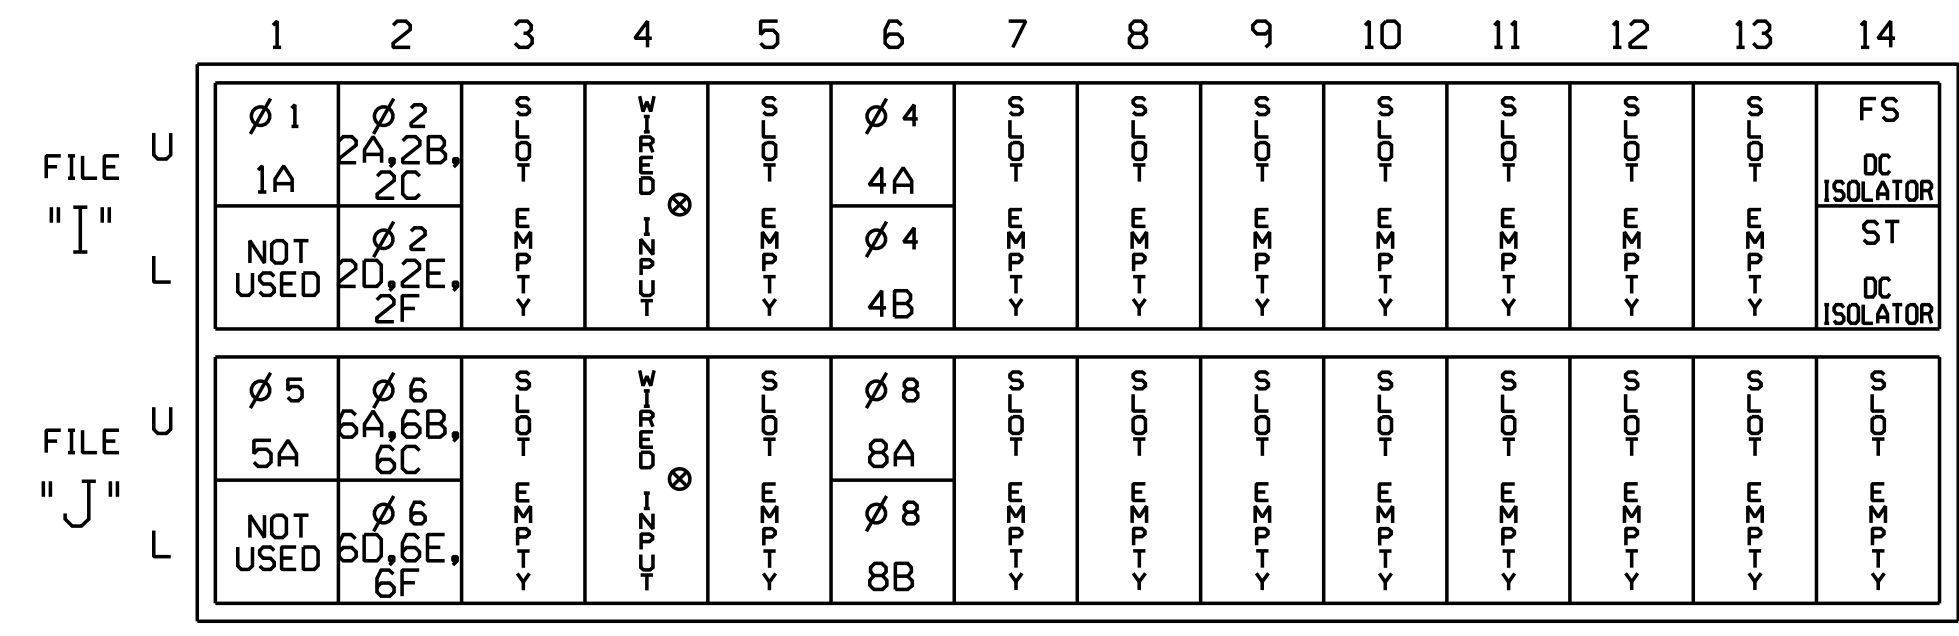 1 2 3 4 5 6 7 8 9 10 11 12 13 14
FILE "I"
U
L
Ø 1
1A
NOT
USED
Ø 2
2A,2B,
2C
Ø 2
2D,2E,
2F
SLOT EMPTY
WIRED INPUT
SLOT EMPTY
Ø 4
4A
Ø 4
4B
SLOT EMPTY
SLOT EMPTY
SLOT EMPTY
SLOT EMPTY
SLOT EMPTY
SLOT EMPTY
SLOT EMPTY
FS
DC
ISOLATOR
ST
DC
ISOLATOR
FILE "J"
U
L
Ø 5
5A
NOT
USED
Ø 6
6A,6B,
6C
Ø 6
6D,6E,
6F
SLOT EMPTY
WIRED INPUT
SLOT EMPTY
Ø 8
8A
Ø 8
8B
SLOT EMPTY
SLOT EMPTY
SLOT EMPTY
SLOT EMPTY
SLOT EMPTY
SLOT EMPTY
SLOT EMPTY
SLOT EMPTY